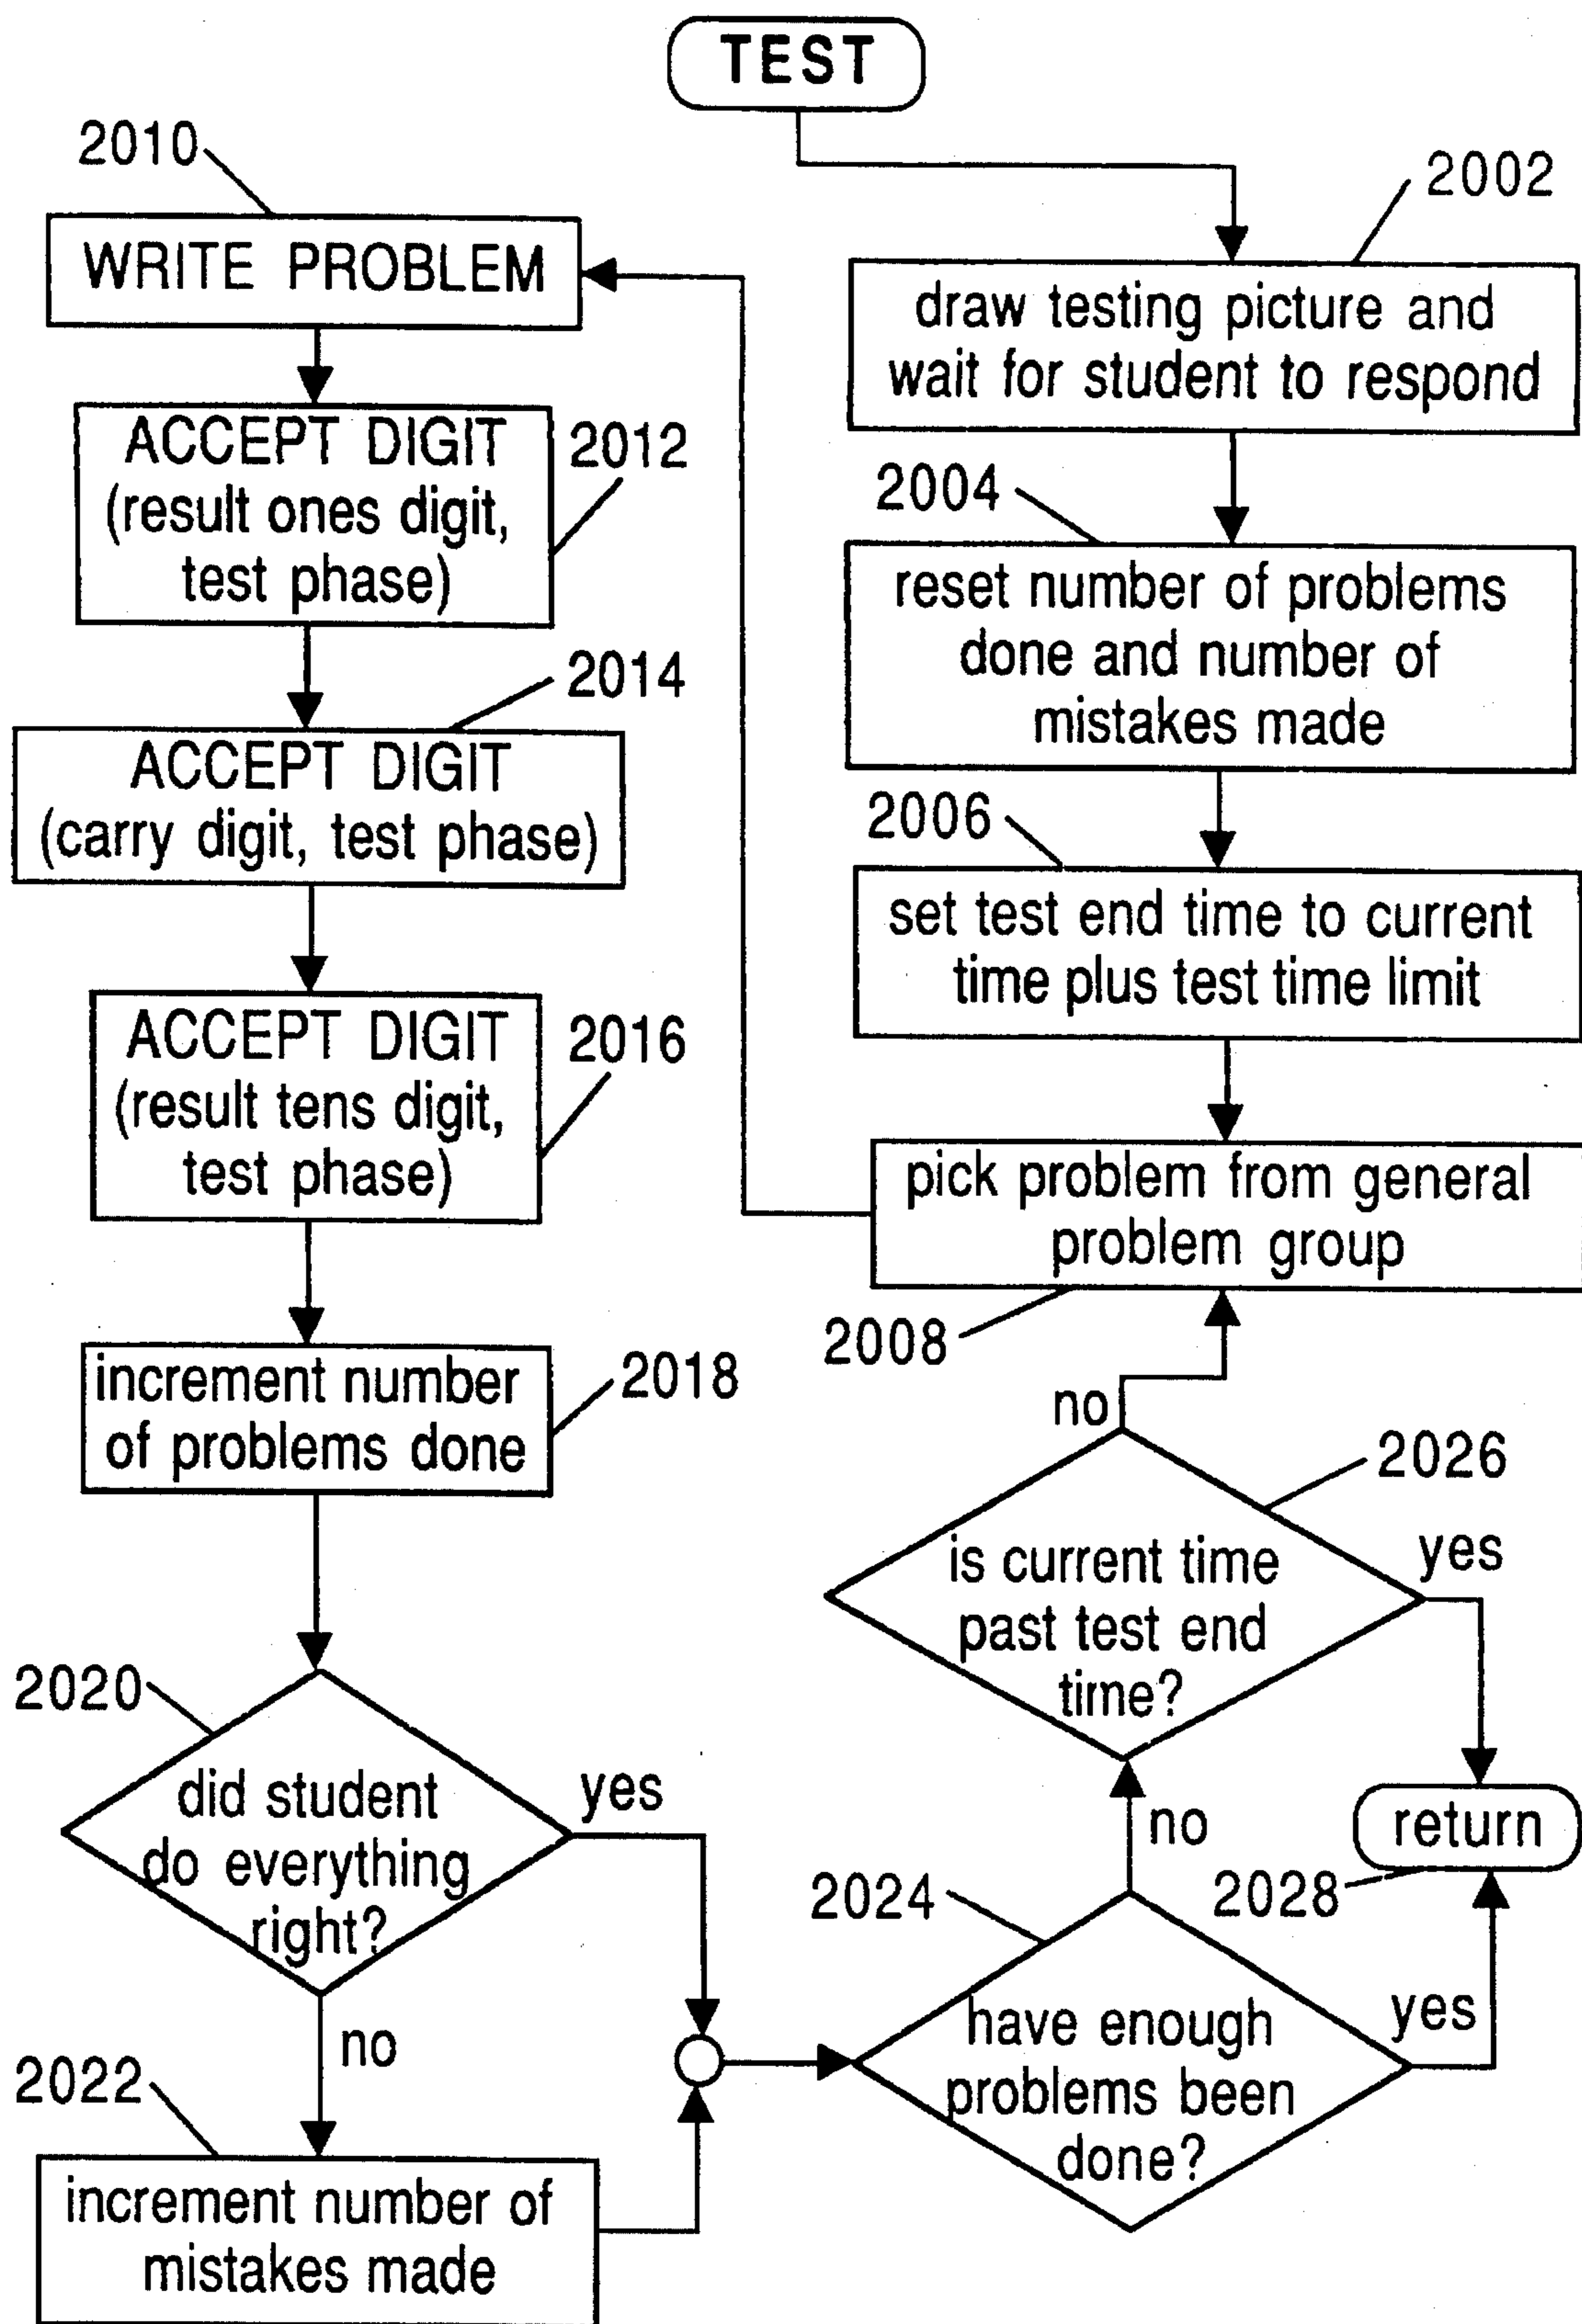 TEST
2002
draw testing picture and
wait for student to respond
2004
reset number of problems
done and number of
mistakes made
2006
set test end time to current
time plus test time limit
pick problem from general
problem group
2008
2010
WRITE PROBLEM
ACCEPT DIGIT
(result ones digit,
test phase)
2012
2014
ACCEPT DIGIT
(carry digit, test phase)
ACCEPT DIGIT
(result tens digit,
test phase)
2016
increment number
of problems done
2018
2020
did student
do everything
right?
yes
no
2022
increment number of
mistakes made
2024
have enough
problems been
done?
yes
no
2026
is current time
past test end
time?
no
yes
return
2028